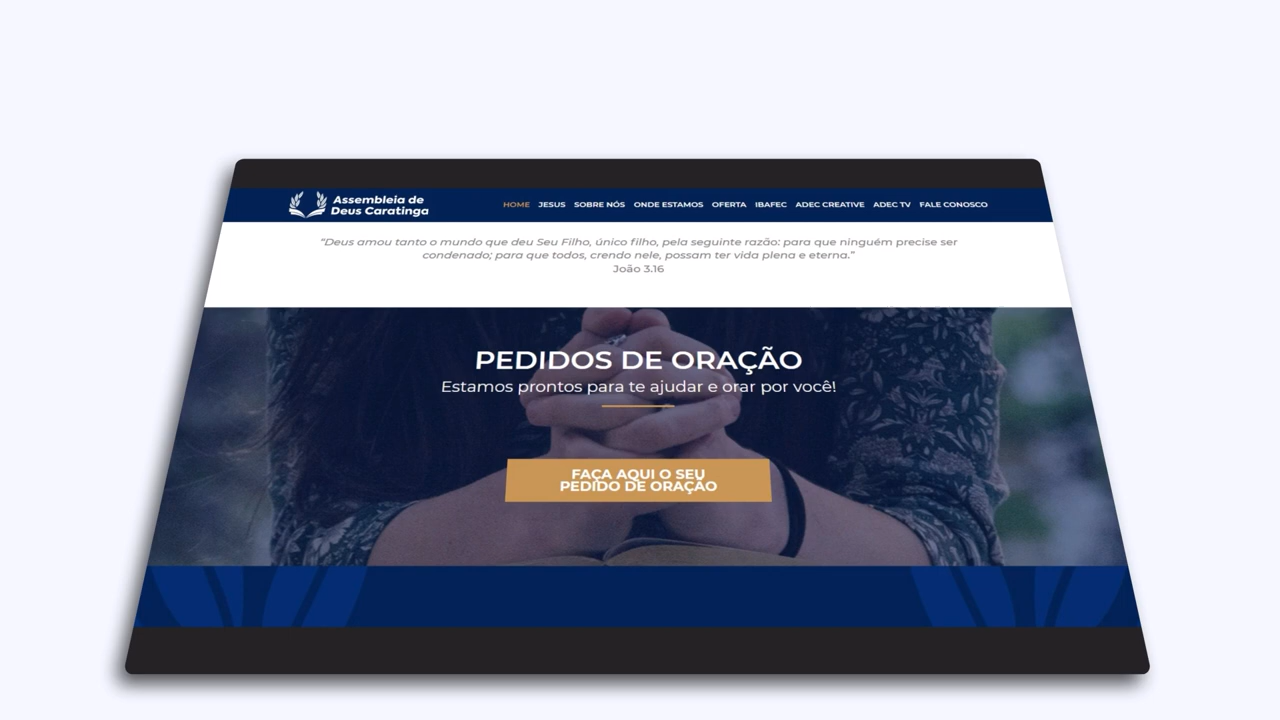 Assembleia de
Deus Caratinga
HOME JESUS SOBRE NÓS ONDE ESTAMOS OFERTA IBAFEC ADEC CREATIVE ADEC TV FALE CONOSCO
“Deus amou tanto o mundo que deu Seu Filho, único filho, pela seguinte razão: para que ninguém precise ser
condenado; para que todos, crendo nele, possam ter vida plena e eterna.”
João 3.16
PEDIDOS DE ORAÇÃO
Estamos prontos para te ajudar e orar por você!
FAÇA AQUI O SEU
PEDIDO DE ORAÇÃO